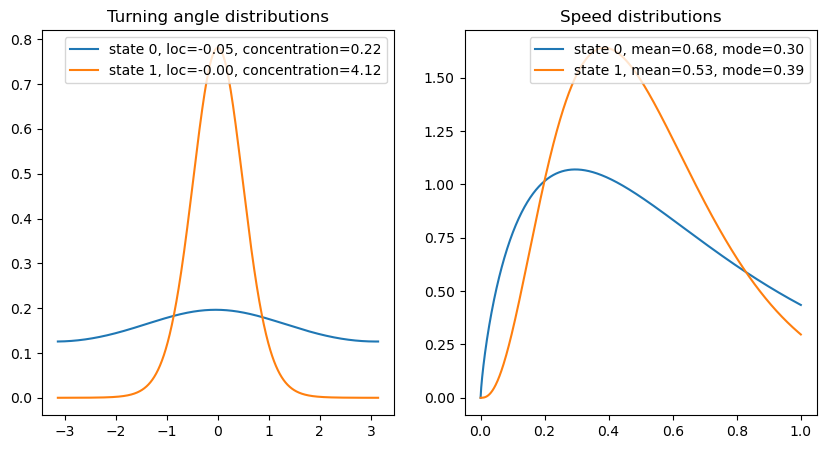 Turning angle distributions
state 0, loc=-0.05, concentration=0.22
state 1, loc=-0.00, concentration=4.12
0.8
0.7
0.6
0.5
0.4
0.3
0.2
0.1
0.0
−3 −2 −1 0 1 2 3
Speed distributions
state 0, mean=0.68, mode=0.30
state 1, mean=0.53, mode=0.39
1.50
1.25
1.00
0.75
0.50
0.25
0.00
0.0 0.2 0.4 0.6 0.8 1.0